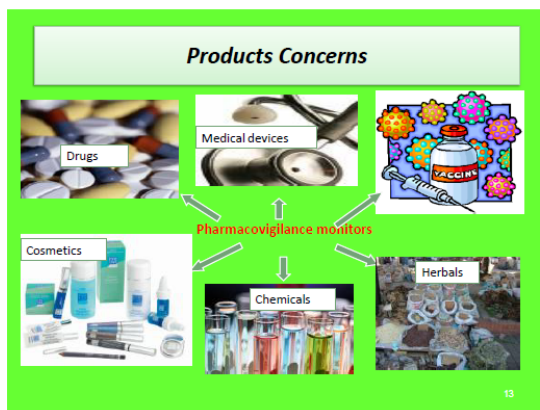 Products Concerns
Drugs
Medical devices
VACCINE
Pharmacovigilance monitors
Cosmetics
Chemicals
Herbals
13